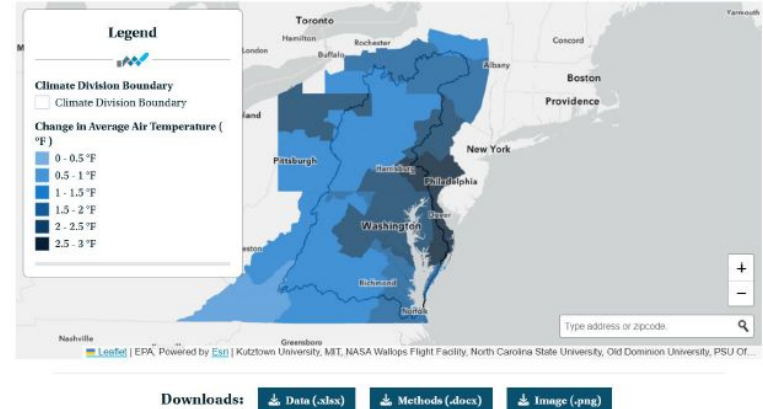 Legend
Climate Division Boundary
Climate Division Boundary
Change in Average Air Temperature (
°F )
0 - 0.5 °F
0.5 - 1 °F
1 - 1.5 °F
1.5 - 2 °F
2 - 2.5 °F
2.5 - 3 °F
Toronto
Yarmouth
Hamilton
Rochester
Concord
London
Buffalo
Albany
Boston
Providence
land
New York
Pittsburgh
Harrisburg
Philadelphia
Dover
Washington
eston
Richmond
Norfolk
+
−
Type address or zipcode.
Nashville
Greensboro
Leaflet | EPA, Powered by Esri | Kutztown University, MIT, NASA Wallops Flight Facility, North Carolina State University, Old Dominion University, PSU Of...
Downloads:
Data (.xlsx)
Methods (.docx)
Image (.png)